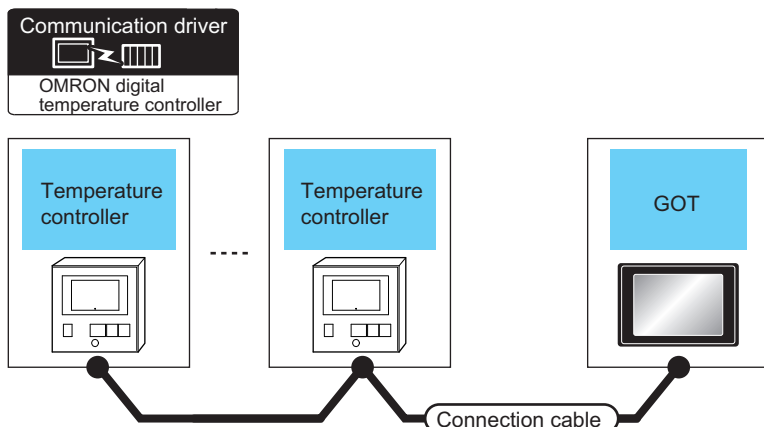 Communication driver
OMRON digital
temperature controller
Temperature
controller
Temperature
controller
GOT
Connection cable